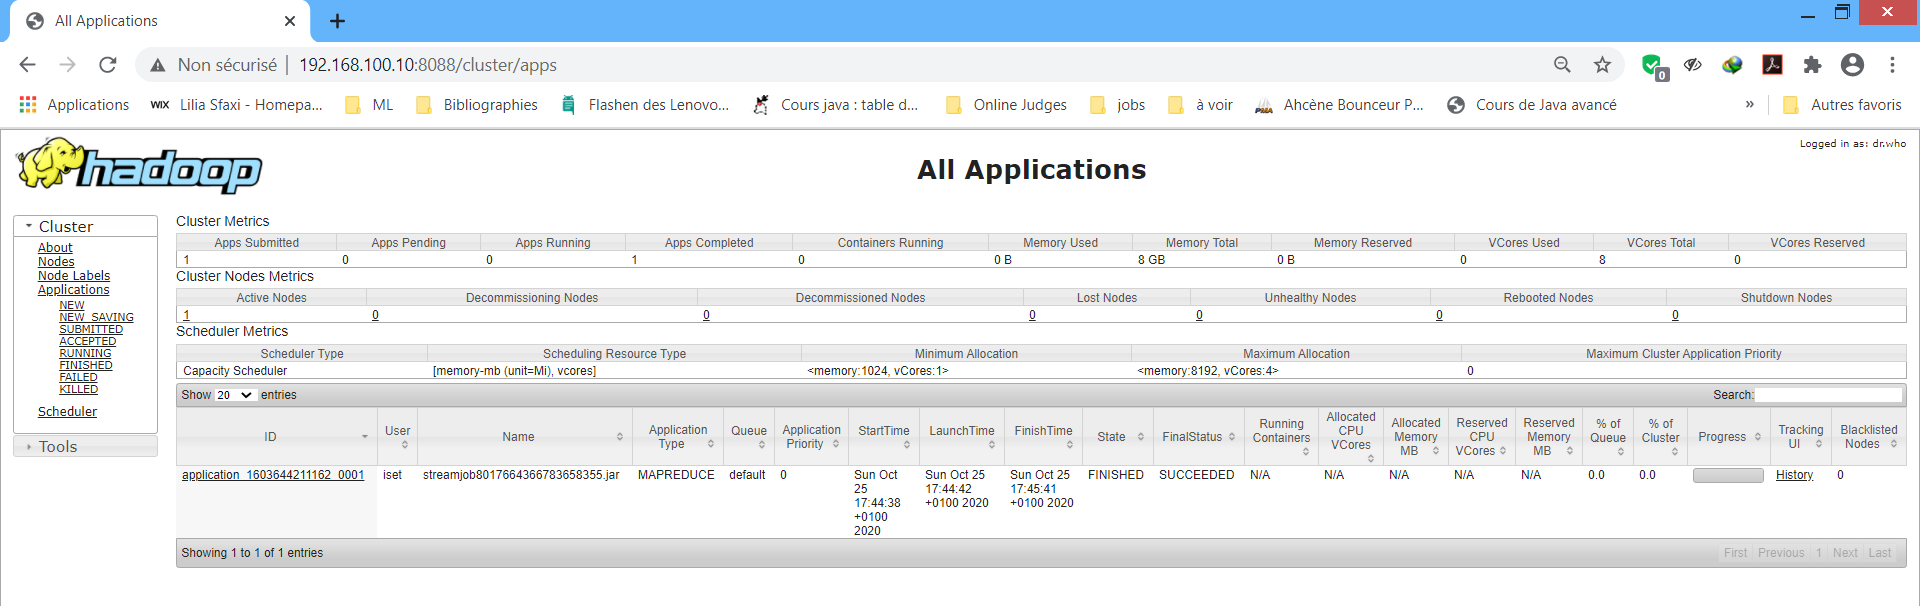 All Applications
Non sécurisé | 192.168.100.10:8088/cluster/apps
0
Applications WIX Lilia Sfaxi - Homepa... ML Bibliographies Flashen des Lenovo... Cours java : table d... Online Judges jobs à voir PMA Ahcène Bounceur P... Cours de Java avancé » Autres favoris
Logged in as: dr.who
hadoop
All Applications
Cluster
About
Nodes
Node Labels
Applications
NEW
NEW_SAVING
SUBMITTED
ACCEPTED
RUNNING
FINISHED
FAILED
KILLED
Scheduler
Tools
Cluster Metrics
Apps Submitted Apps Pending Apps Running Apps Completed Containers Running Memory Used Memory Total Memory Reserved VCores Used VCores Total VCores Reserved
1 0 0 1 0 0 B 8 GB 0 B 0 8 0
Cluster Nodes Metrics
Active Nodes Decommissioning Nodes Decommissioned Nodes Lost Nodes Unhealthy Nodes Rebooted Nodes Shutdown Nodes
1 0 0 0 0 0 0
Scheduler Metrics
Scheduler Type Scheduling Resource Type Minimum Allocation Maximum Allocation Maximum Cluster Application Priority
Capacity Scheduler [memory-mb (unit=Mi), vcores] <memory:1024, vCores:1> <memory:8192, vCores:4> 0
Show 20 entries Search:
ID User Name Application Type Queue Application Priority StartTime LaunchTime FinishTime State FinalStatus Running Containers Allocated CPU VCores Allocated Memory MB Reserved CPU VCores Reserved Memory MB % of Queue % of Cluster Progress Tracking UI Blacklisted Nodes
application_1603644211162_0001 iset streamjob8017664366783658355.jar MAPREDUCE default 0 Sun Oct 25 17:44:38 +0100 2020 Sun Oct 25 17:44:42 +0100 2020 Sun Oct 25 17:45:41 +0100 2020 FINISHED SUCCEEDED N/A N/A N/A N/A N/A 0.0 0.0 History 0
Showing 1 to 1 of 1 entries First Previous 1 Next Last